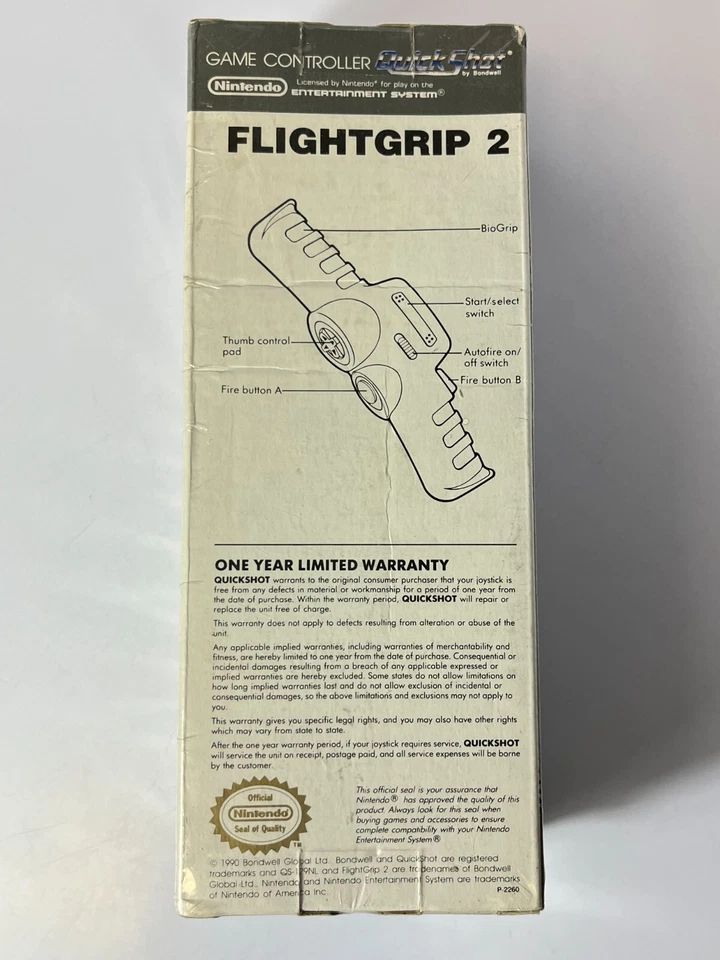 GAME CONTROLLER QuickShot®
by Bondwell
Nintendo
Licensed by Nintendo® for play on the
ENTERTAINMENT SYSTEM®
FLIGHTGRIP 2
BioGrip
Start/select
switch
Thumb control
pad
Autofire on/
off switch
Fire button A
Fire button B
ONE YEAR LIMITED WARRANTY
QUICKSHOT warrants to the original consumer purchaser that your joystick is
free from any defects in material or workmanship for a period of one year from
the date of purchase. Within the warranty period, QUICKSHOT will repair or
replace the unit free of charge.
This warranty does not apply to defects resulting from alteration or abuse of the
unit.
Any applicable implied warranties, including warranties of merchantability and
fitness, are hereby limited to one year from the date of purchase. Consequential or
incidental damages resulting from a breach of any applicable expressed or
implied warranties are hereby excluded. Some states do not allow limitations on
how long implied warranties last and do not allow exclusion of incidental or
consequential damages, so the above limitations and exclusions may not apply to
you.
This warranty gives you specific legal rights, and you may also have other rights
which may vary from state to state.
After the one year warranty period, if your joystick requires service, QUICKSHOT
will service the unit on receipt, postage paid, and all service expenses will be borne
by the customer.
Official
Nintendo
Seal of Quality
TM
This official seal is your assurance that
Nintendo® has approved the quality of this
product. Always look for this seal when
buying games and accessories to ensure
complete compatibility with your Nintendo
Entertainment System®
© 1990 Bondwell Global Ltd. Bondwell and QuickShot are registered
trademarks and QS-129NL and FlightGrip 2 are tradenames of Bondwell
Global Ltd., Nintendo and Nintendo Entertainment System are trademarks
of Nintendo of America Inc.
P-2260